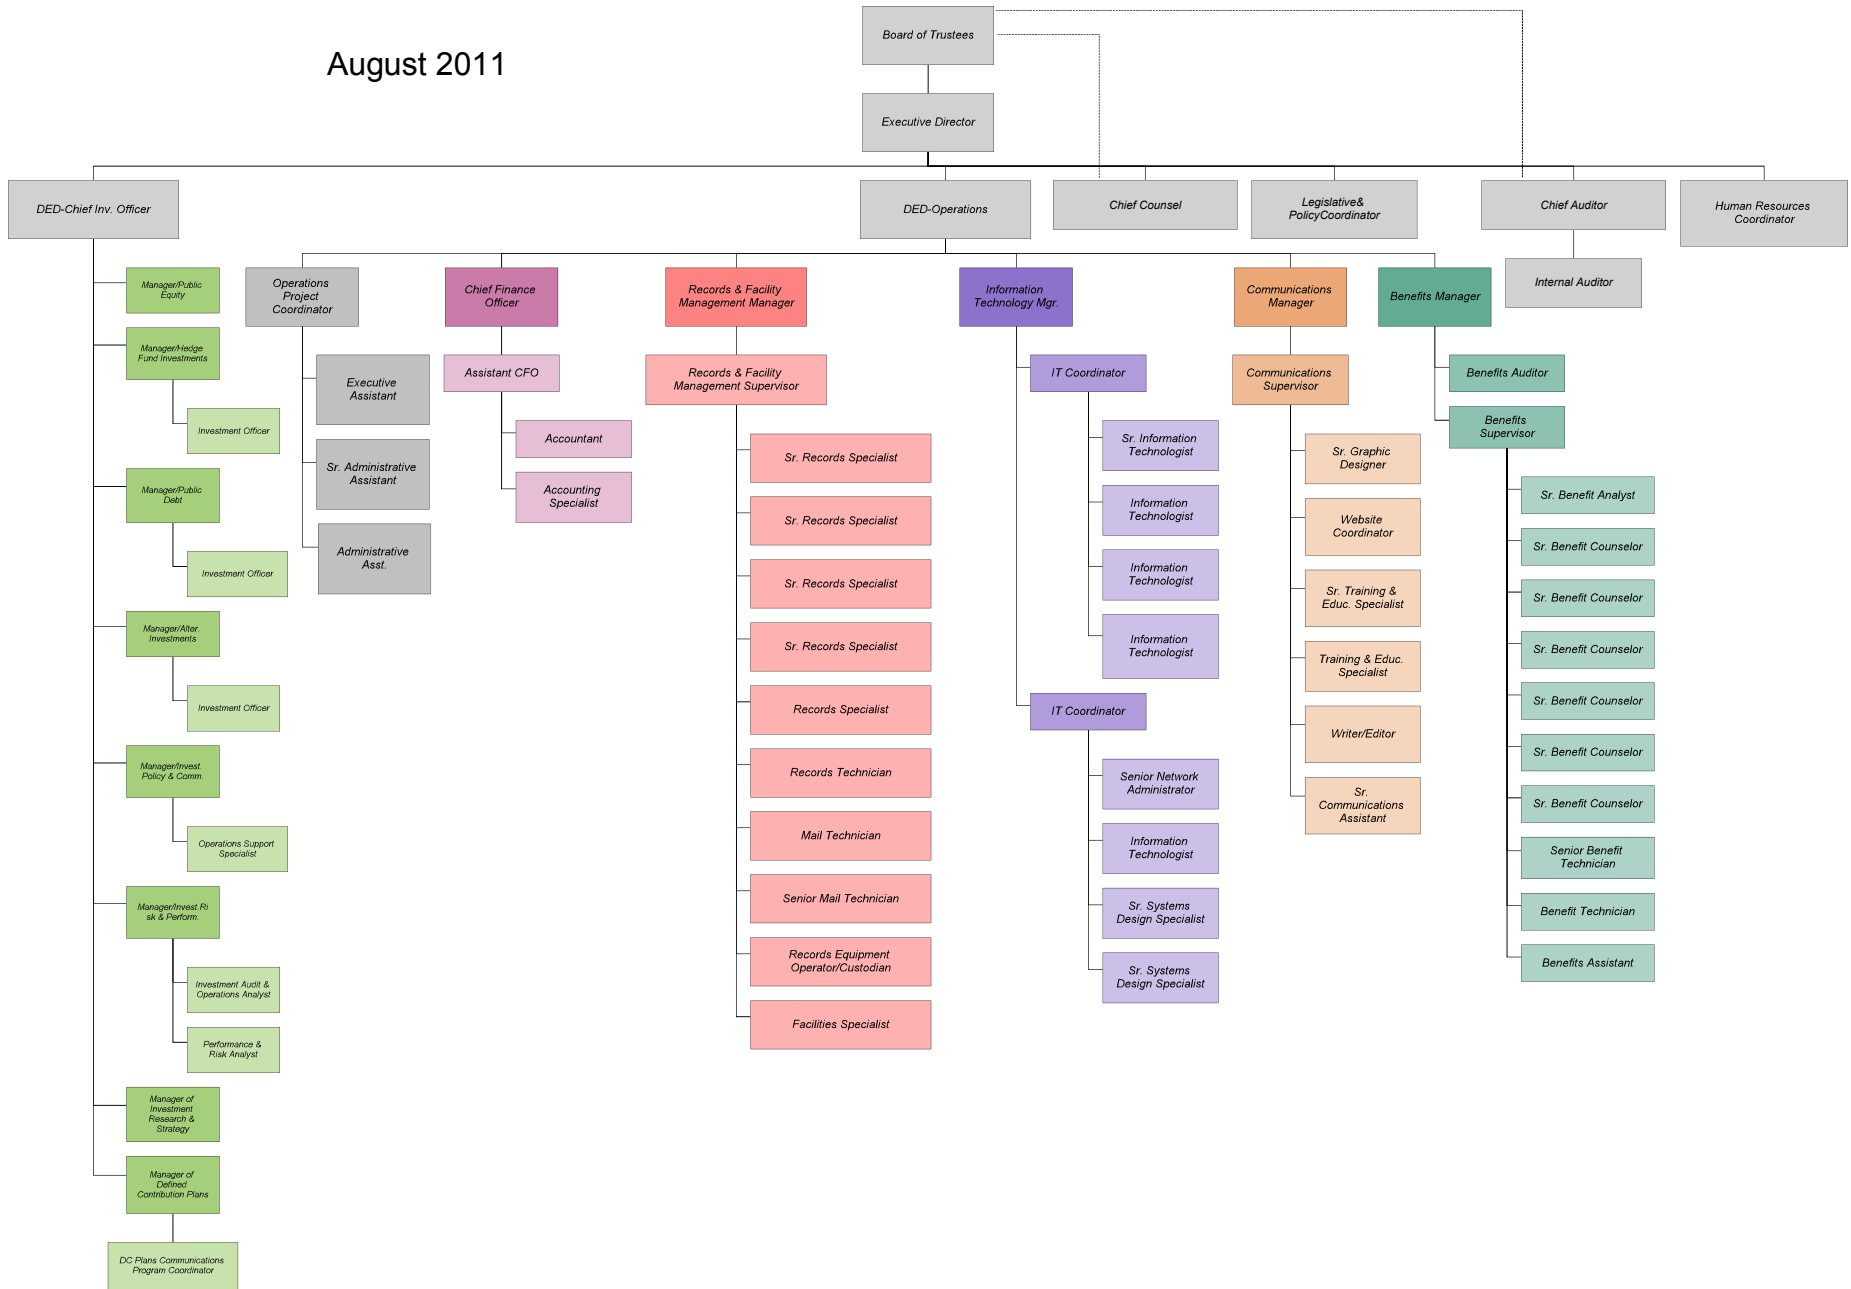 August 2011
Board of Trustees
Executive Director
DED-Chief Inv. Officer
DED-Operations
Chief Counsel
Legislative&
PolicyCoordinator
Chief Auditor
Human Resources
Coordinator
Internal Auditor
Manager/Public
Equity
Manager/Hedge
Fund Investments
Investment Officer
Manager/Public
Debt
Investment Officer
Manager/Alter.
Investments
Investment Officer
Manager/Invest.
Policy & Comm.
Operations Support
Specialist
Manager/Invest.Ri
sk & Perform.
Investment Audit &
Operations Analyst
Performance &
Risk Analyst
Manager of
Investment
Research &
Strategy
Manager of
Defined
Contribution Plans
DC Plans Communications
Program Coordinator
Operations
Project
Coordinator
Executive
Assistant
Sr. Administrative
Assistant
Administrative
Asst.
Chief Finance
Officer
Assistant CFO
Accountant
Accounting
Specialist
Records & Facility
Management Manager
Records & Facility
Management Supervisor
Sr. Records Specialist
Sr. Records Specialist
Sr. Records Specialist
Sr. Records Specialist
Records Specialist
Records Technician
Mail Technician
Senior Mail Technician
Records Equipment
Operator/Custodian
Facilities Specialist
Information
Technology Mgr.
IT Coordinator
Sr. Information
Technologist
Information
Technologist
Information
Technologist
Information
Technologist
IT Coordinator
Senior Network
Administrator
Information
Technologist
Sr. Systems
Design Specialist
Sr. Systems
Design Specialist
Communications
Manager
Communications
Supervisor
Sr. Graphic
Designer
Website
Coordinator
Sr. Training &
Educ. Specialist
Training & Educ.
Specialist
Writer/Editor
Sr.
Communications
Assistant
Benefits Manager
Benefits Auditor
Benefits
Supervisor
Sr. Benefit Analyst
Sr. Benefit Counselor
Sr. Benefit Counselor
Sr. Benefit Counselor
Sr. Benefit Counselor
Sr. Benefit Counselor
Sr. Benefit Counselor
Senior Benefit
Technician
Benefit Technician
Benefits Assistant